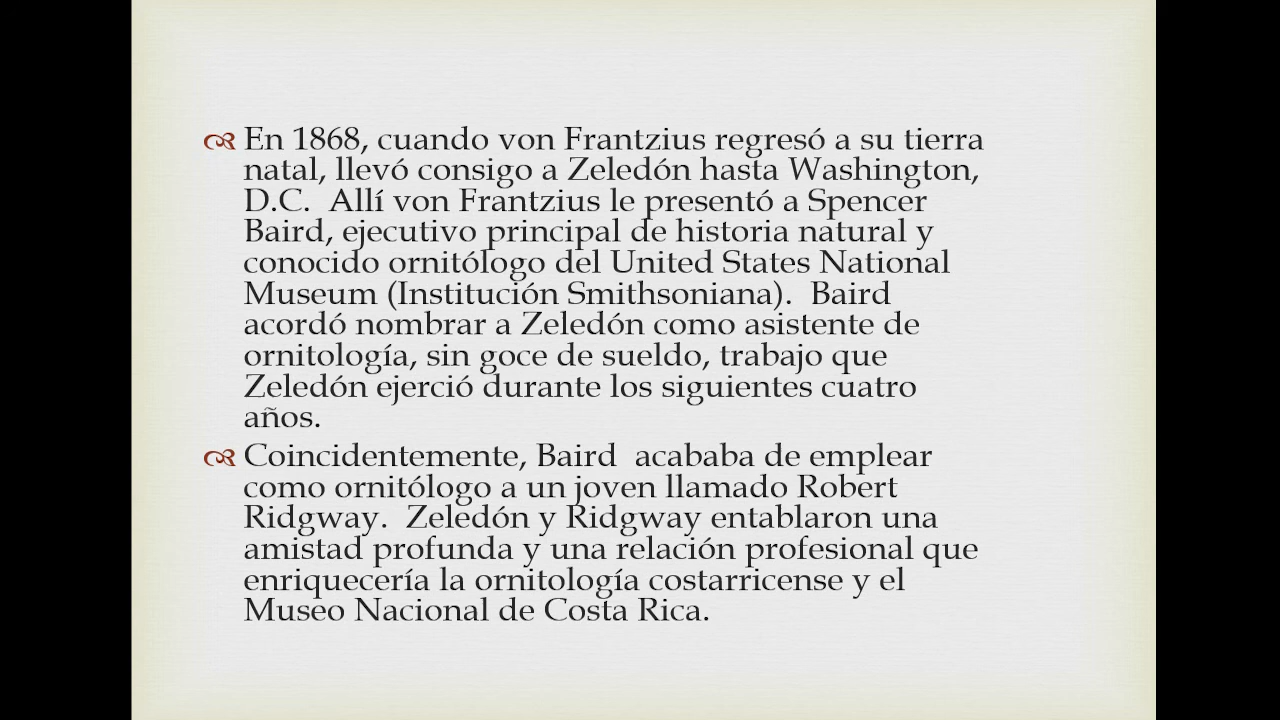 En 1868, cuando von Frantzius regresó a su tierra
natal, llevó consigo a Zeledón hasta Washington,
D.C.  Allí von Frantzius le presentó a Spencer
Baird, ejecutivo principal de historia natural y
conocido ornitólogo del United States National
Museum (Institución Smithsoniana).  Baird
acordó nombrar a Zeledón como asistente de
ornitología, sin goce de sueldo, trabajo que
Zeledón ejerció durante los siguientes cuatro
años.
Coincidentemente, Baird  acababa de emplear
como ornitólogo a un joven llamado Robert
Ridgway.  Zeledón y Ridgway entablaron una
amistad profunda y una relación profesional que
enriquecería la ornitología costarricense y el
Museo Nacional de Costa Rica.